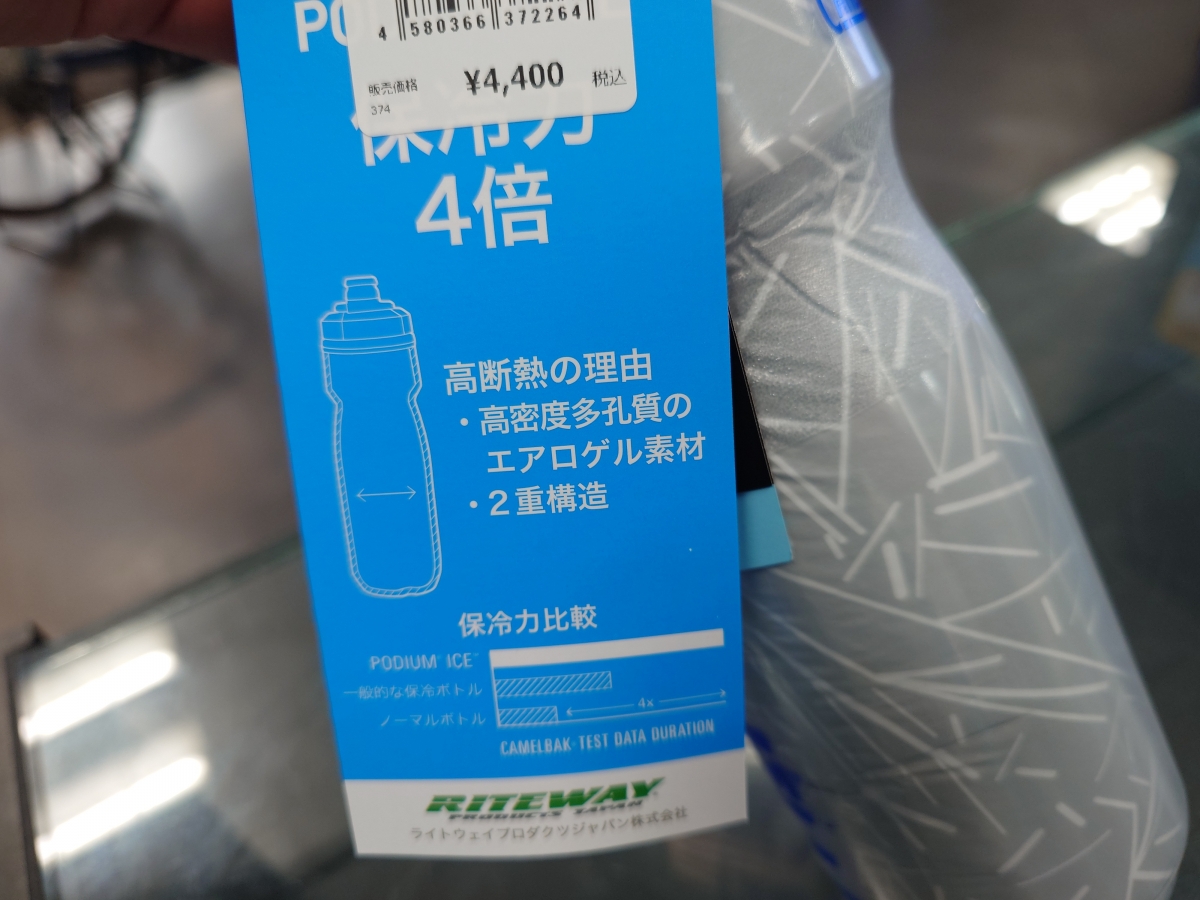 PO
4 580366 372264
販売価格 ¥4,400 税込
374
保冷力
4倍
高断熱の理由
・高密度多孔質の
エアロゲル素材
・2重構造
保冷力比較
PODIUM® ICE™
一般的な保冷ボトル
ノーマルボトル
4×
CAMELBAK® TEST DATA DURATION
RITEWAY
PRODUCTS JAPAN
ライトウェイプロダクツジャパン株式会社